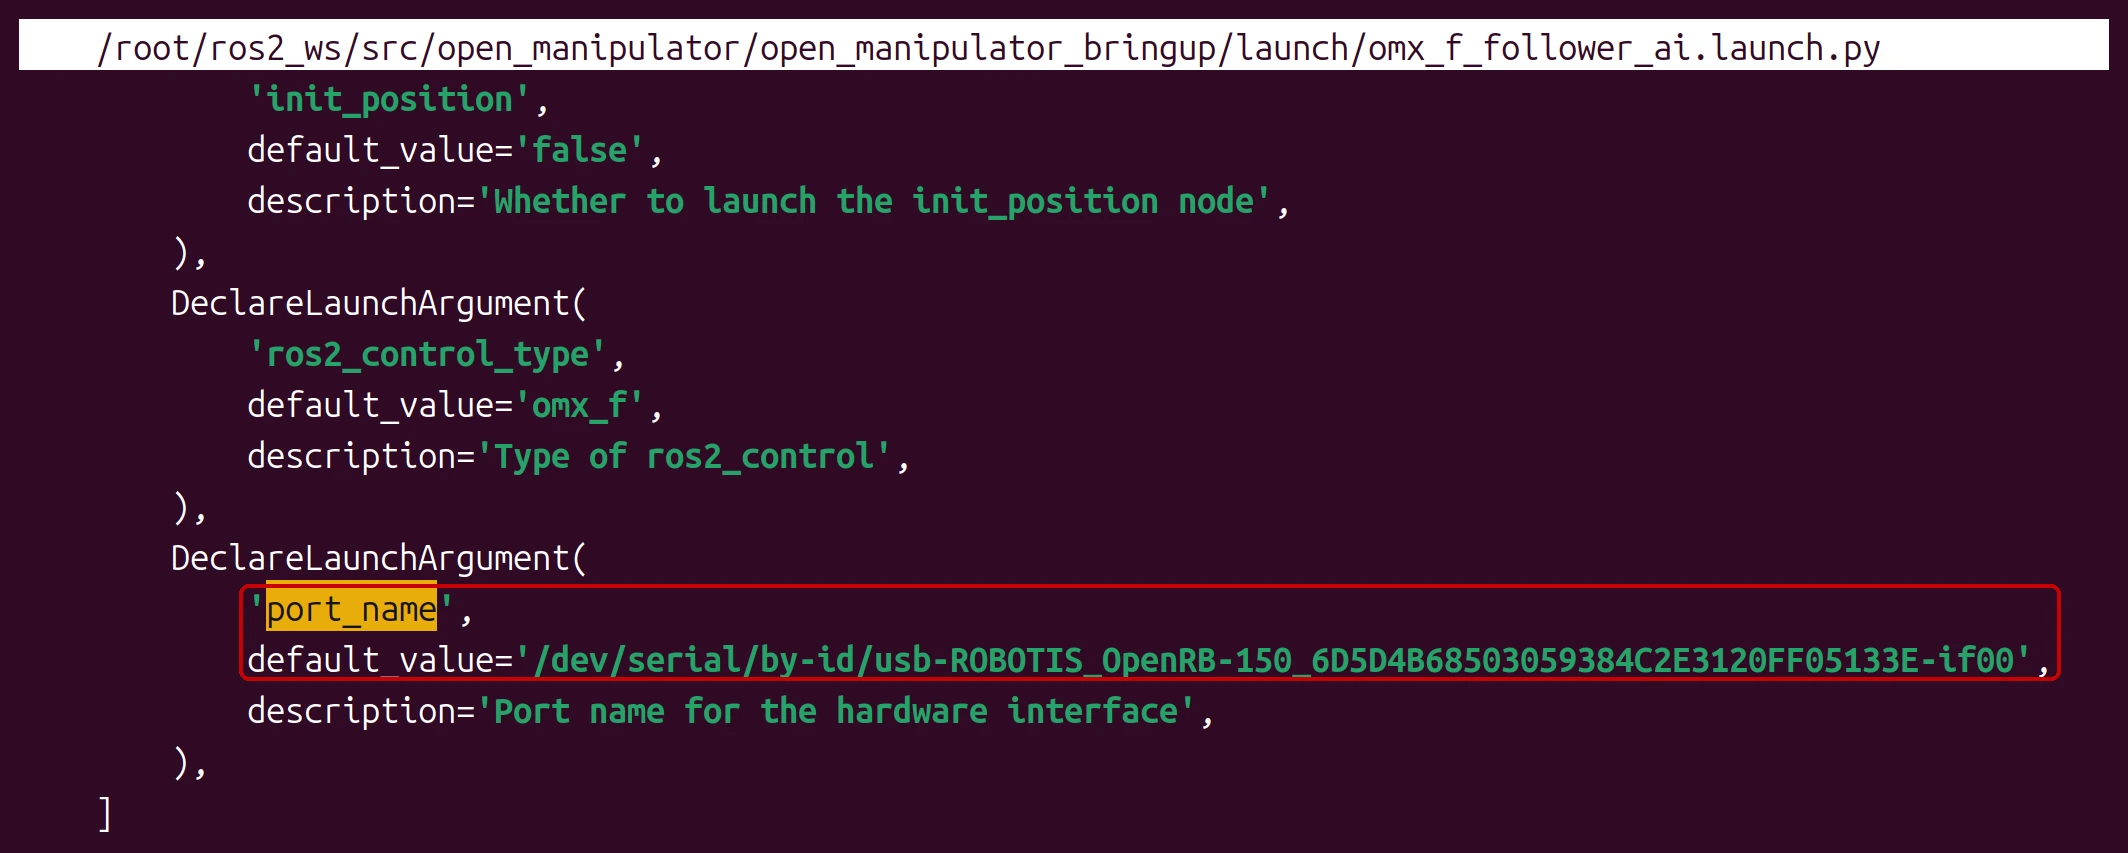 /root/ros2_ws/src/open_manipulator/open_manipulator_bringup/launch/omx_f_follower_ai.launch.py
'init_position',
default_value='false',
description='Whether to launch the init_position node',
),
DeclareLaunchArgument(
'ros2_control_type',
default_value='omx_f',
description='Type of ros2_control',
),
DeclareLaunchArgument(
'port_name',
default_value='/dev/serial/by-id/usb-ROBOTIS_OpenRB-150_6D5D4B68503059384C2E3120FF05133E-if00',
description='Port name for the hardware interface',
),
]